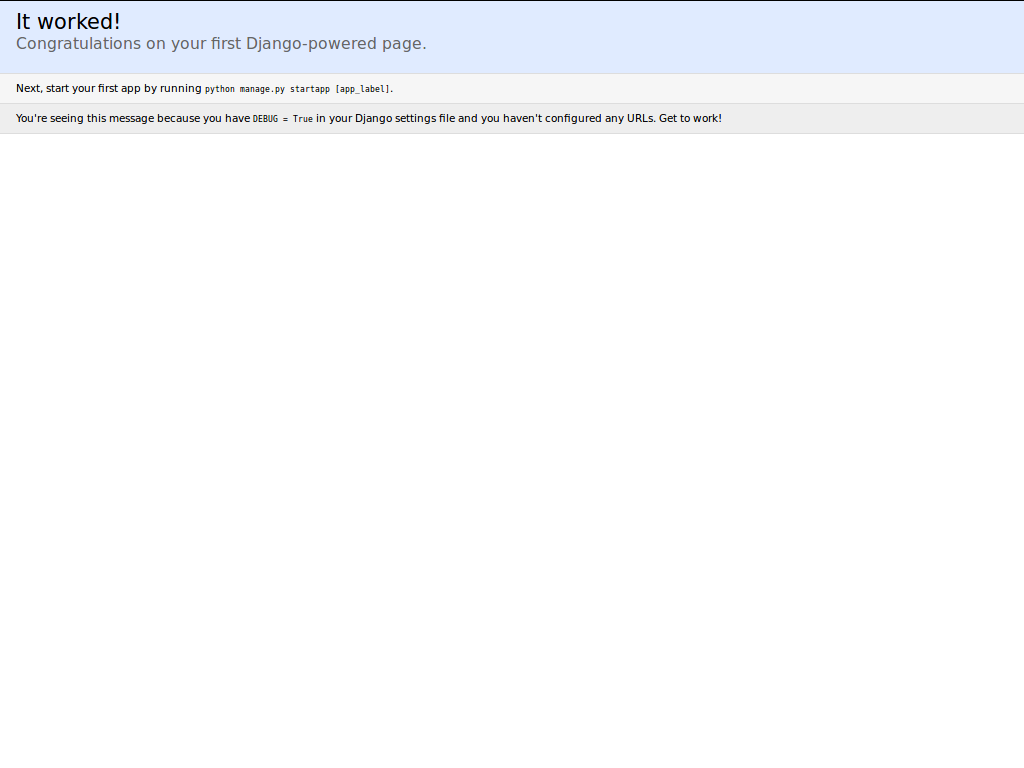 It worked!
Congratulations on your first Django-powered page.
Next, start your first app by running python manage.py startapp [app_label].
You're seeing this message because you have DEBUG = True in your Django settings file and you haven't configured any URLs. Get to work!